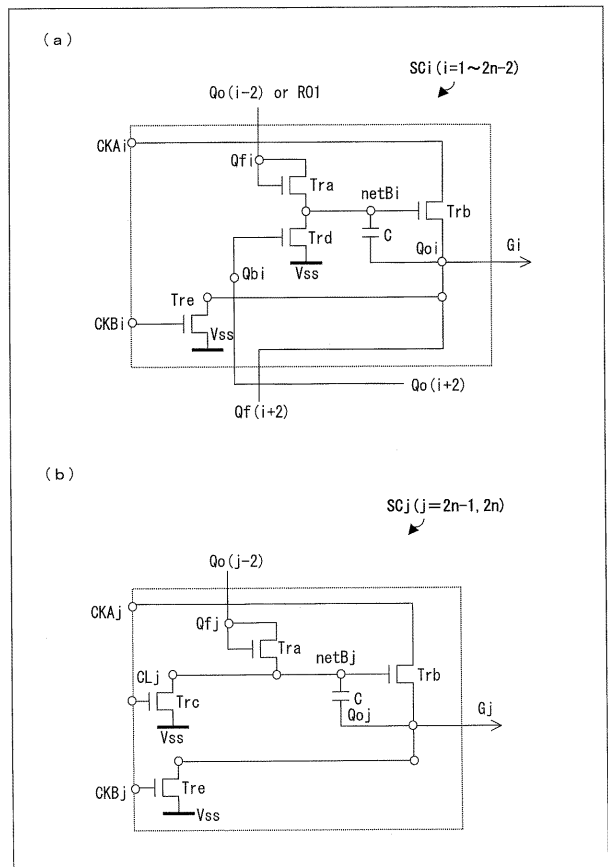 (a)
SCi(i=1~2n-2)
Qo(i-2) or RO1
CKAi
Qfi
Tra
netBi
Trb
Trd
C
Qoi
Gi
Vss
Qbi
Tre
CKBi
Vss
Qo(i+2)
Qf(i+2)
(b)
SCj(j=2n-1,2n)
Qo(j-2)
CKAj
Qfj
Tra
netBj
Trb
CLj
Trc
C
Qoj
Gj
Vss
CKBj
Tre
Vss